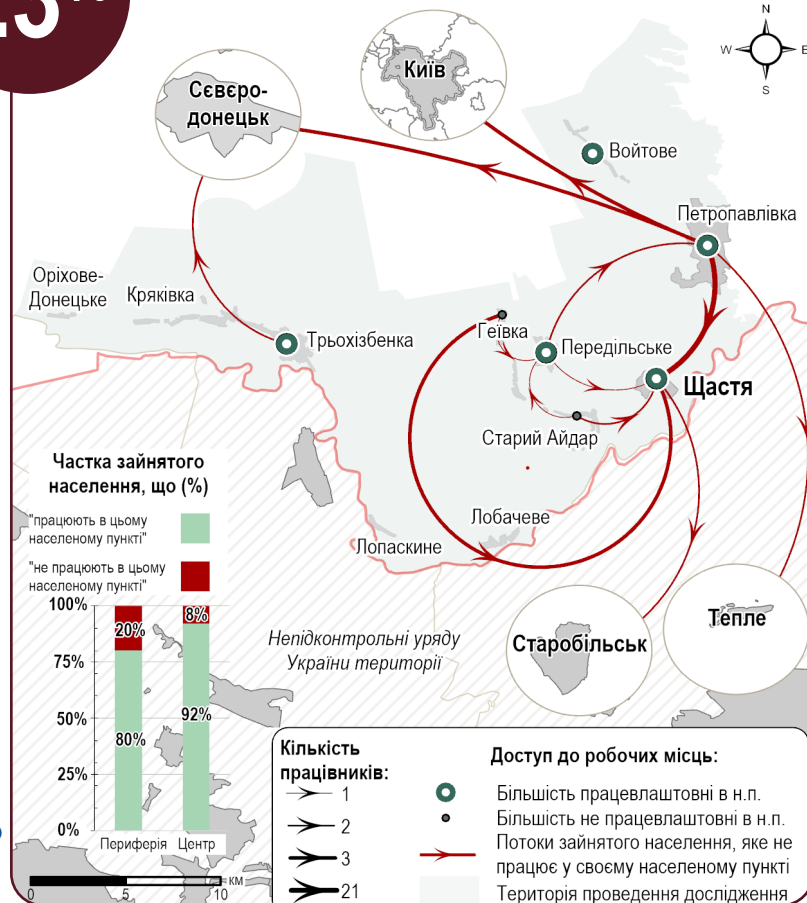 N
W
E
S
Київ
Сєвєро-
донецьк
Войтове
Петропавлівка
Оріхове-
Донецьке
Кряківка
Трьохізбенка
Геївка
Передільське
Щастя
Старий Айдар
Лобачеве
Лопаскине
Частка зайнятого
населення, що (%)
"працюють в цьому
населеному пункті"
"не працюють в цьому
населеному пункті"
100%
75%
50%
25%
0%
20%
80%
8%
92%
Периферія
Центр
Непідконтрольні уряду
України території
Старобільськ
Тепле
0
5
10
км
Кількість
працівників:
1
2
3
21
Доступ до робочих місць:
Більшість працевлаштовні в н.п.
Більшість не працевлаштовні в н.п.
Потоки зайнятого населення, яке не
працює у своєму населеному пункті
Територія проведення дослідження